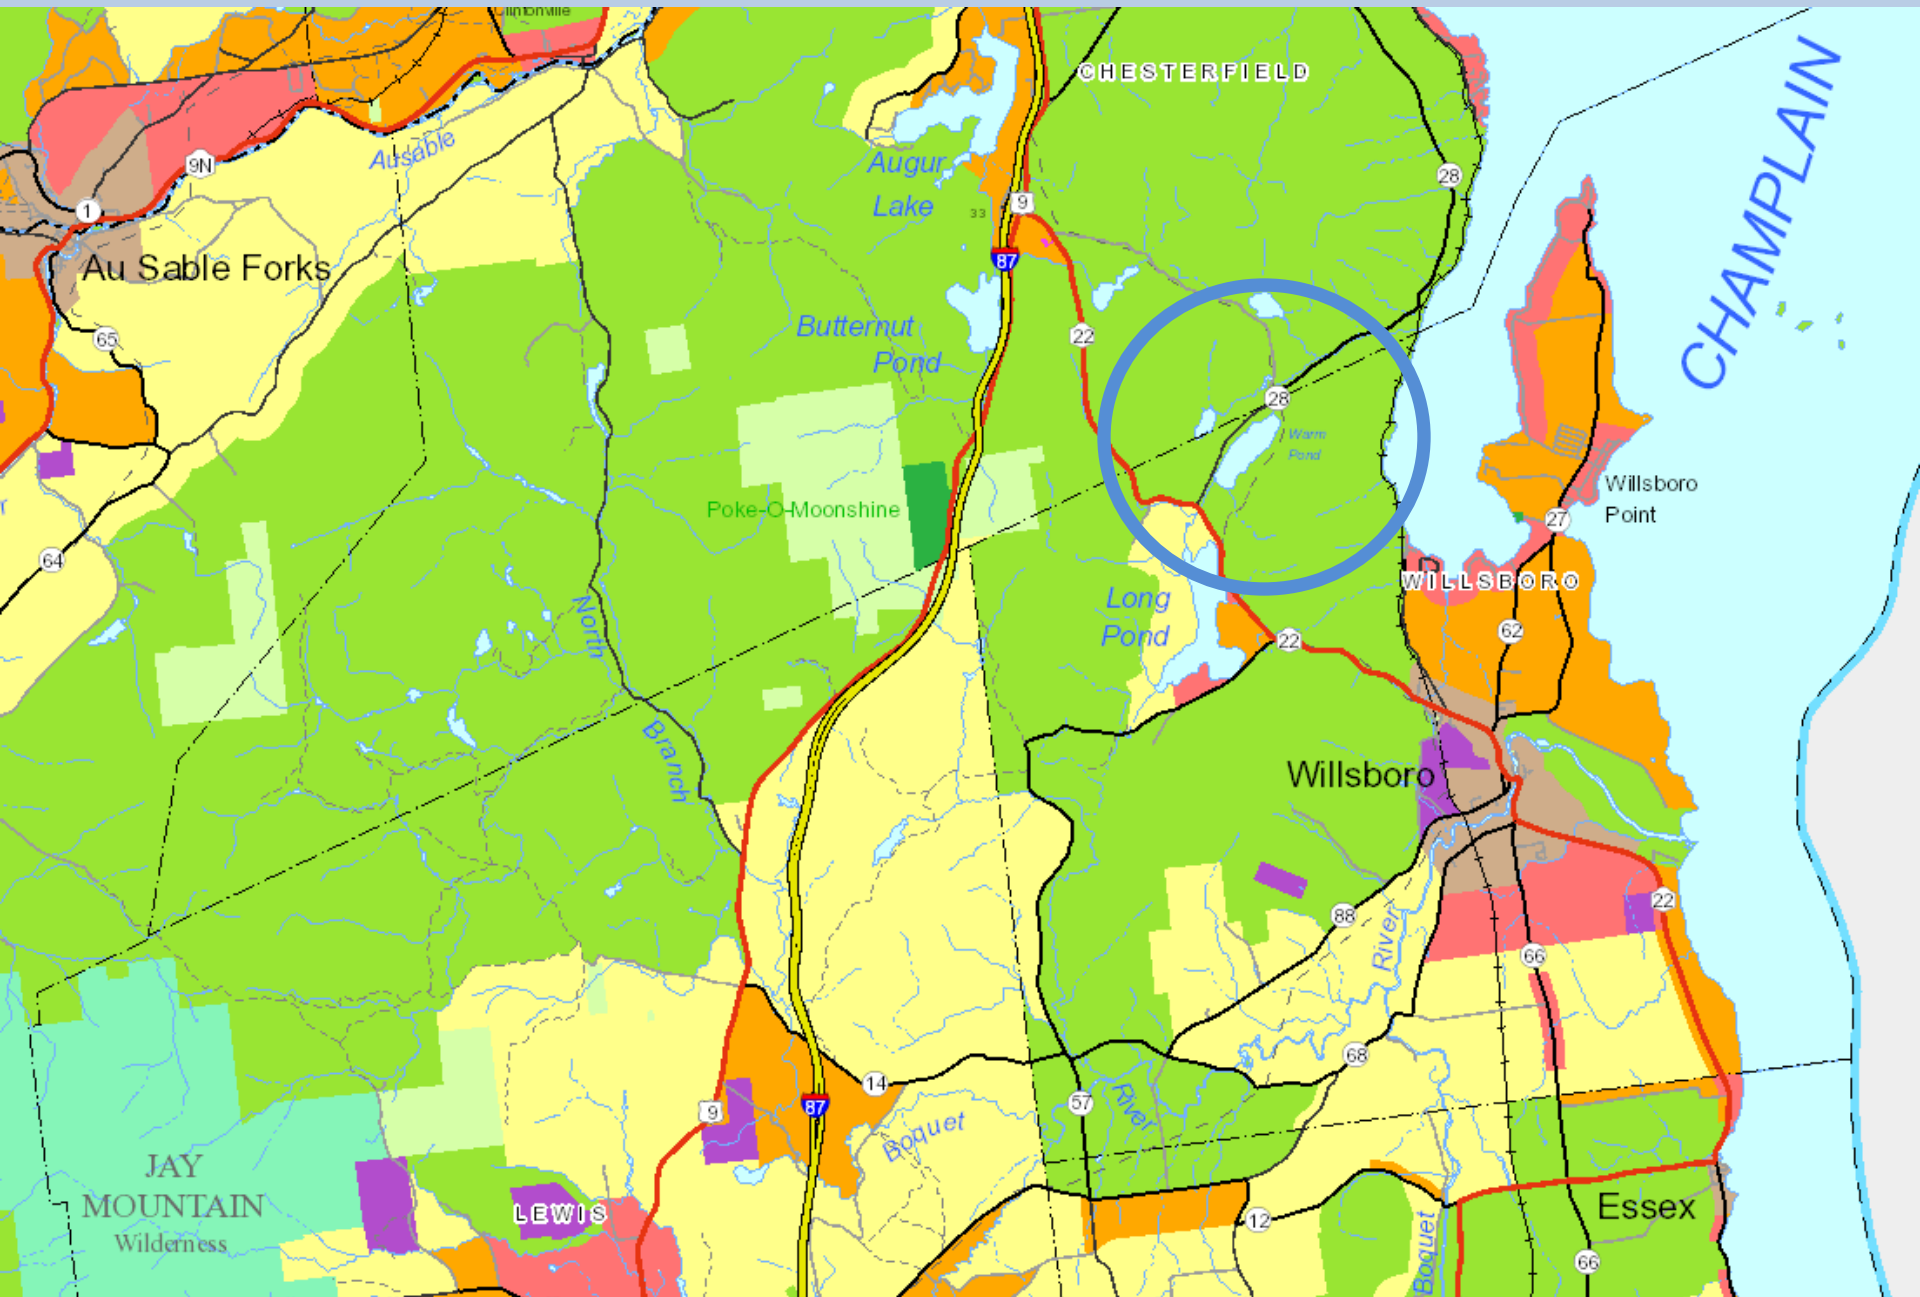 Clintonville
CHESTERFIELD
CHAMPLAIN
Ausable
9N
Augur
Lake
28
1
9
33
87
Au Sable Forks
22
Butternut
Pond
65
28
Warm
Pond
Willsboro
Point
27
Poke-O-Moonshine
64
WILLSBORO
North
Long
Pond
62
22
Branch
Willsboro
88
22
River
66
68
14
9
87
57
River
Boquet
JAY
MOUNTAIN
Wilderness
LEWIS
12
Essex
Boquet
66